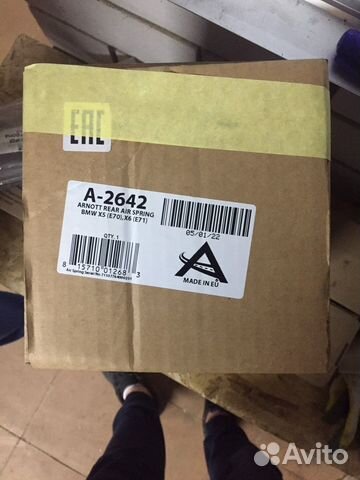 EAC
A-2642
ARNOTT REAR AIR SPRING
BMW X5 (E70),X6 (E71)
05/01/22
QTY. 1
8 15710 01268 3
MADE IN EU
Avito